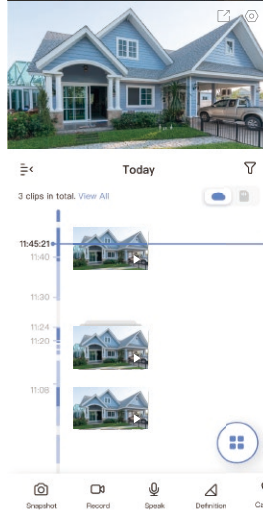 Today
3 clips in total. View All
11:45:21
11:40
11:30
11:24
11:20
11:08
Snapshot
Record
Speak
Definition